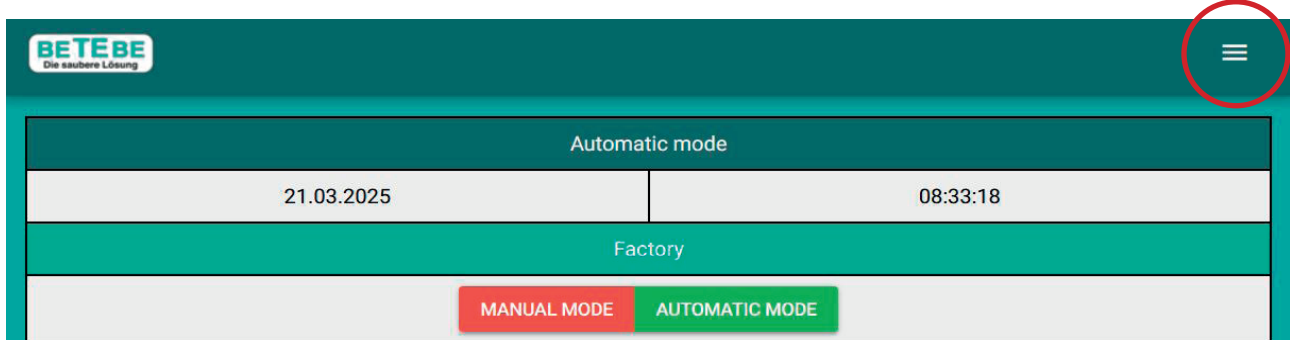 BETEBE
Die saubere Lösung
Automatic mode
21.03.2025 08:33:18
Factory
MANUAL MODE AUTOMATIC MODE